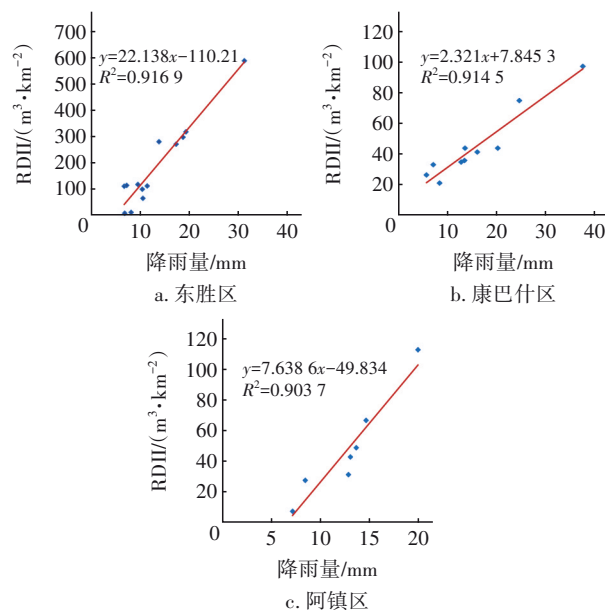 700
600
500
400
300
200
100
0
RDII/(m³•km⁻²)
y=22.138x−110.21
R²=0.916 9
10 20 30 40
降雨量/mm
a. 东胜区
120
100
80
60
40
20
0
RDII/(m³•km⁻²)
y=2.321x+7.845 3
R²=0.914 5
10 20 30 40
降雨量/mm
b. 康巴什区
120
100
80
60
40
20
0
RDII/(m³•km⁻²)
y=7.638 6x−49.834
R²=0.903 7
5 10 15 20
降雨量/mm
c. 阿镇区